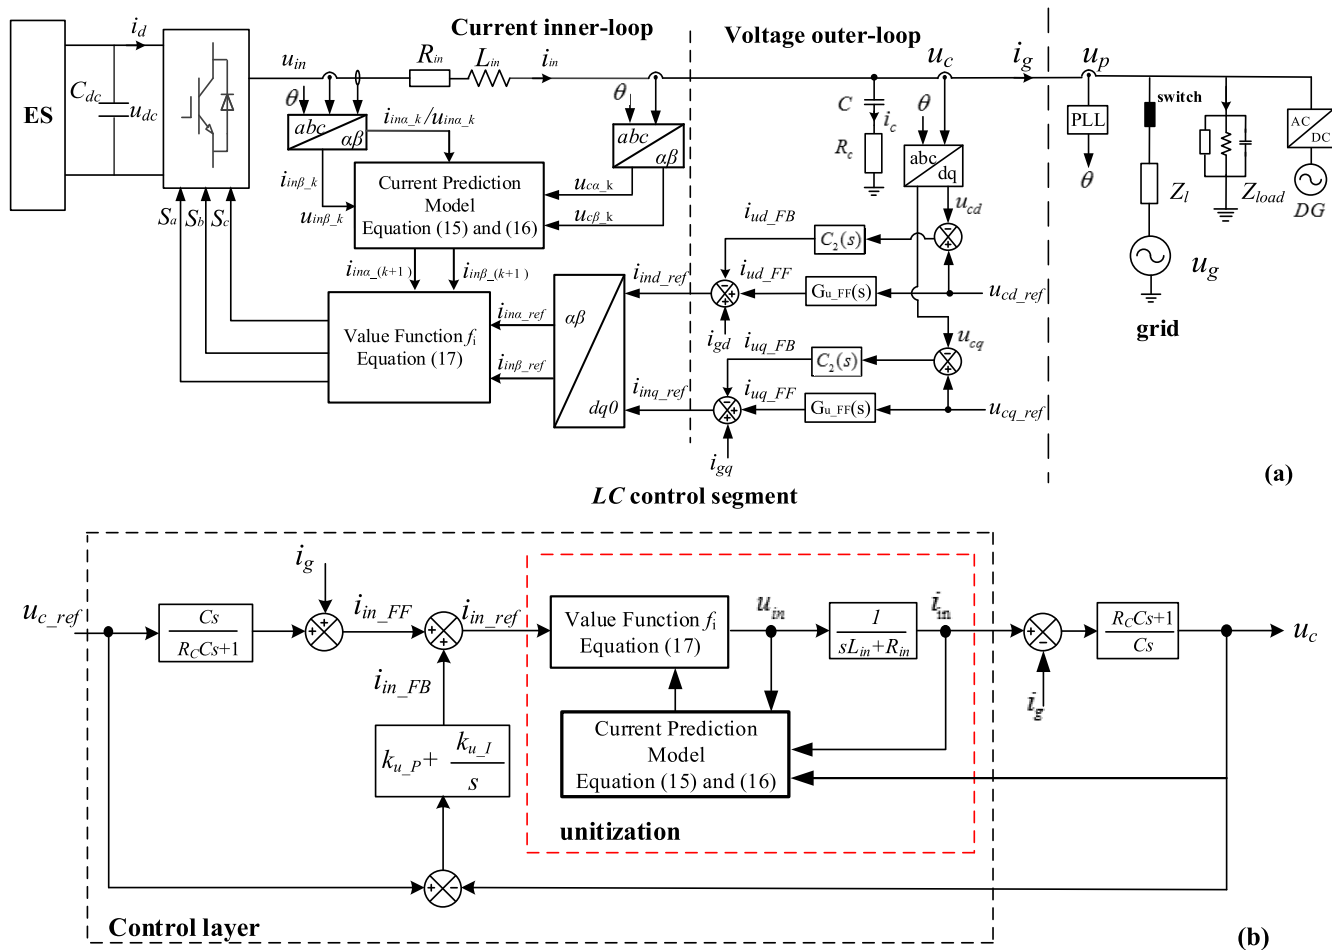 Current inner-loop
Voltage outer-loop
ES
i_d
C_dc
u_dc
u_in
R_in
L_in
i_in
u_c
i_g
u_p
θ
abc
αβ
i_inα_k/u_inα_k
θ
abc
αβ
C
i_c
R_c
θ
abc
dq
PLL
θ
switch
Z_l
Z_load
AC
DC
DG
u_g
grid
S_a
S_b
S_c
i_inβ_k
u_inβ_k
Current Prediction
Model
Equation (15) and (16)
u_cα_k
u_cβ_k
i_inα_(k+1)
i_inβ_(k+1)
Value Function f_i
Equation (17)
i_inα_ref
i_inβ_ref
αβ
dq0
i_ind_ref
i_inq_ref
i_ud_FB
C_2(s)
u_cd
i_ud_FF
G_u_FF(s)
u_cd_ref
i_gd
i_uq_FB
C_2(s)
u_cq
i_uq_FF
G_u_FF(s)
u_cq_ref
i_gq
(a)
LC control segment
u_c_ref
Cs
R_CCs+1
i_g
i_in_FF
i_in_ref
i_in_FB
k_u_P+
k_u_I
s
Value Function f_i
Equation (17)
u_in
1
sL_in+R_in
i_in
Current Prediction
Model
Equation (15) and (16)
unitization
i_g
R_CCs+1
Cs
u_c
Control layer
(b)